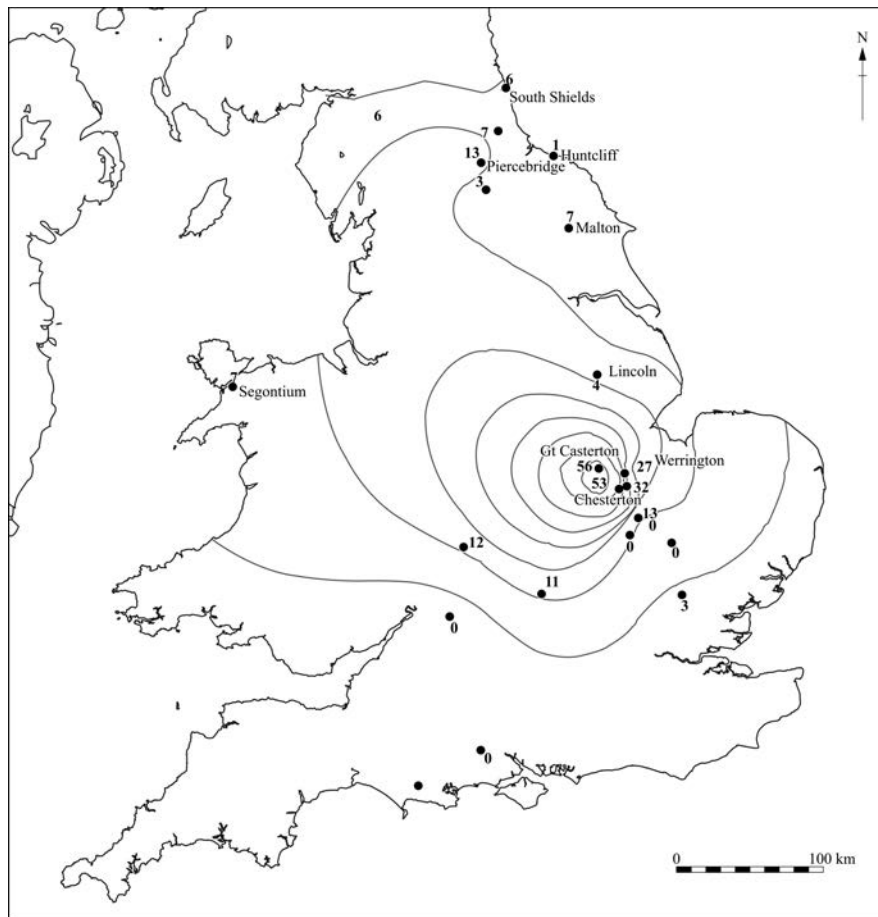 N
6
South Shields
6
7
1
Huntcliff
13
Piercebridge
3
7
Malton
Lincoln
4
7
Segontium
Gt Casterton
56
27
Werrington
53
32
Chesterton
13
0
0
0
12
11
3
0
0
0
100 km